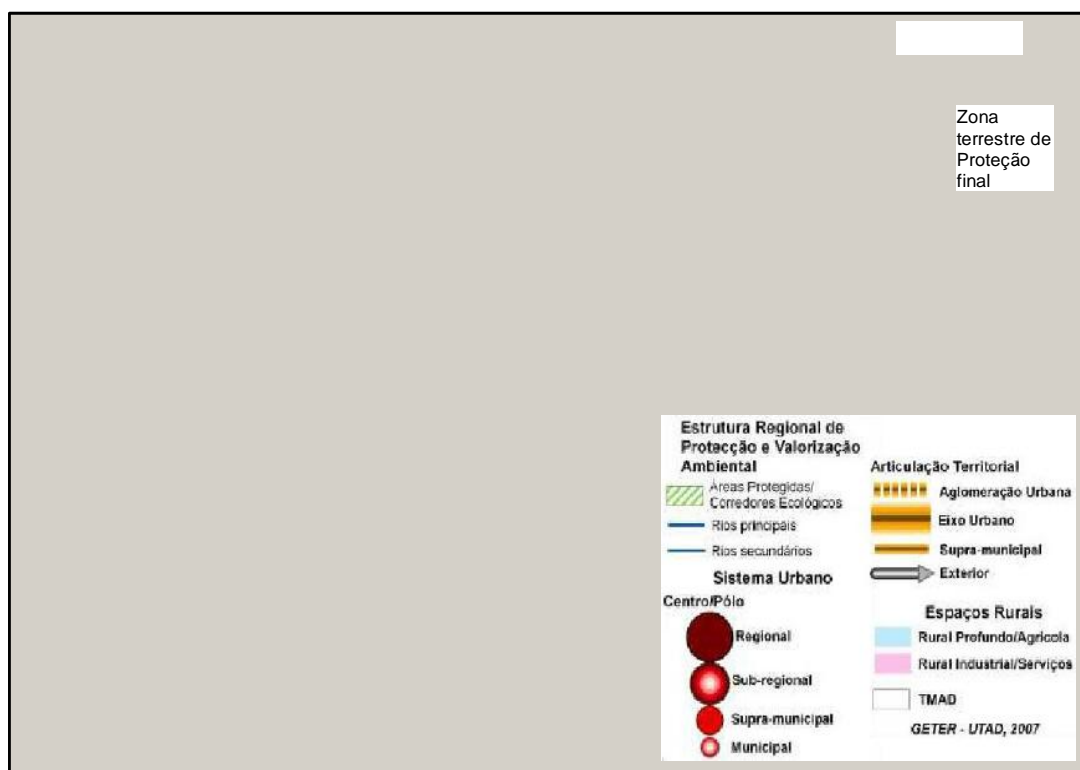 Zona
terrestre de
Proteção
final
Estrutura Regional de
Protecção e Valorização
Ambiental
Áreas Protegidas/
Corredores Ecológicos
Rios principais
Rios secundários
Sistema Urbano
Centro/Pólo
Regional
Sub-regional
Supra-municipal
Municipal
Articulação Territorial
Aglomeração Urbana
Eixo Urbano
Supra-municipal
Exterior
Espaços Rurais
Rural Profundo/Agrícola
Rural Industrial/Serviços
TMAD
GETER - UTAD, 2007